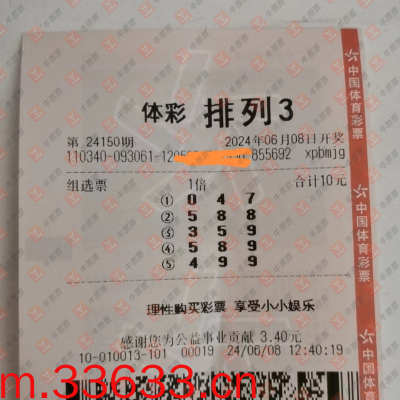 体彩 排列3
第 24150期 2024年06月08日开奖
110340-093061-1205 855692 xpbmjg
组选票 1倍 合计10元
① 0 4 7
② 5 8 8
③ 3 5 9
④ 5 8 9
⑤ 4 9 9
理性购买彩票 享受小小娱乐
感谢您为公益事业贡献 3.40元
10-010013-101 00019 24/06/08 12:40:19
m.33633.cn
中国体育彩票
中国体育彩票
中国体育彩票